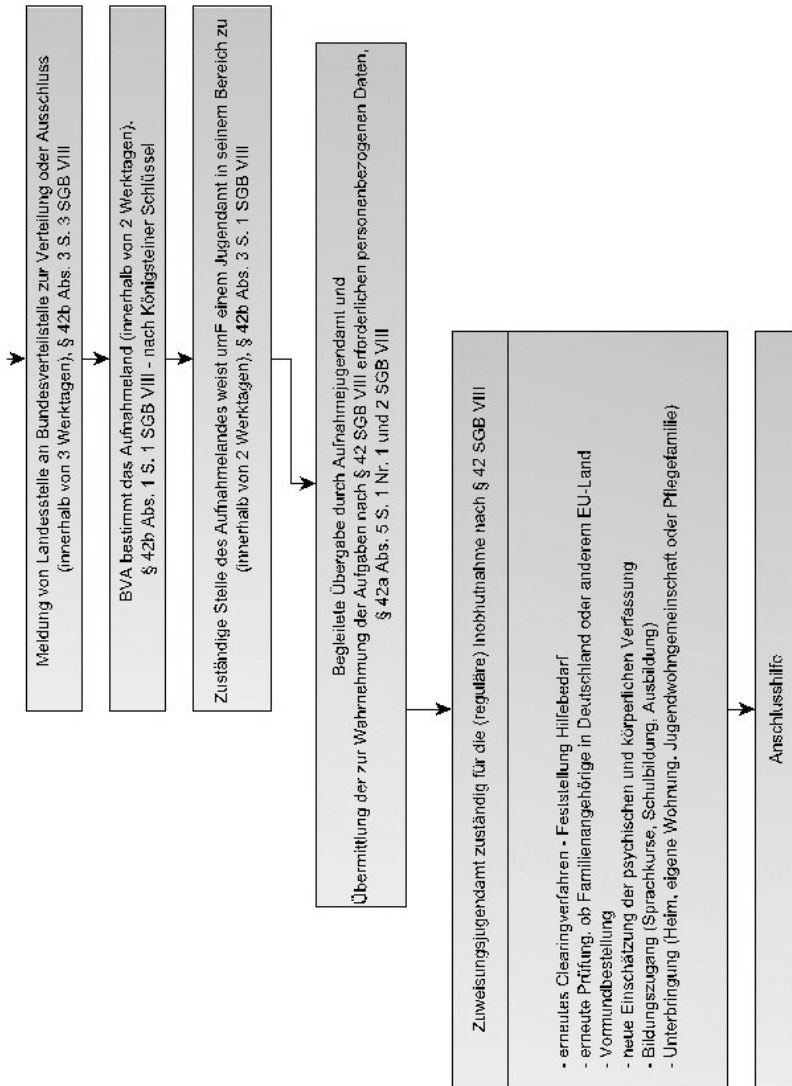 Meldung von Landesstelle an Bundesverteilstelle zur Verteilung oder Ausschluss
(innerhalb von 3 Werktagen), § 42b Abs. 3 S. 3 SGB VIII
BVA bestimmt das Aufnahmeland (innerhalb von 2 Werktagen),
§ 42b Abs. 1 S. 1 SGB VIII - nach Königsteiner Schlüssel
Zuständige Stelle des Aufnahmelandes weist umF einem Jugendamt in seinem Bereich zu
(innerhalb von 2 Werktagen), § 42b Abs. 3 S. 1 SGB VIII
Begleitete Übergabe durch Aufnahmejugendamt und
Übermittlung der zur Wahrnehmung der Aufgaben nach § 42 SGB VIII erforderlichen personenbezogenen Daten,
§ 42a Abs. 5 S. 1 Nr. 1 und 2 SGB VIII
Zuweisungsjugendamt zuständig für die (reguläre) Inobhutnahme nach § 42 SGB VIII
- erneutes Clearingverfahren - Feststellung Hilfebedarf
- erneute Prüfung, ob Familienangehörige in Deutschland oder anderem EU-Land
- Vormundbestellung
- neue Einschätzung der psychischen und körperlichen Verfassung
- Bildungszugang (Sprachkurse, Schulbildung, Ausbildung)
- Unterbringung (Heim, eigene Wohnung, Jugendwohngemeinschaft oder Pflegefamilie)
Anschlusshilfe